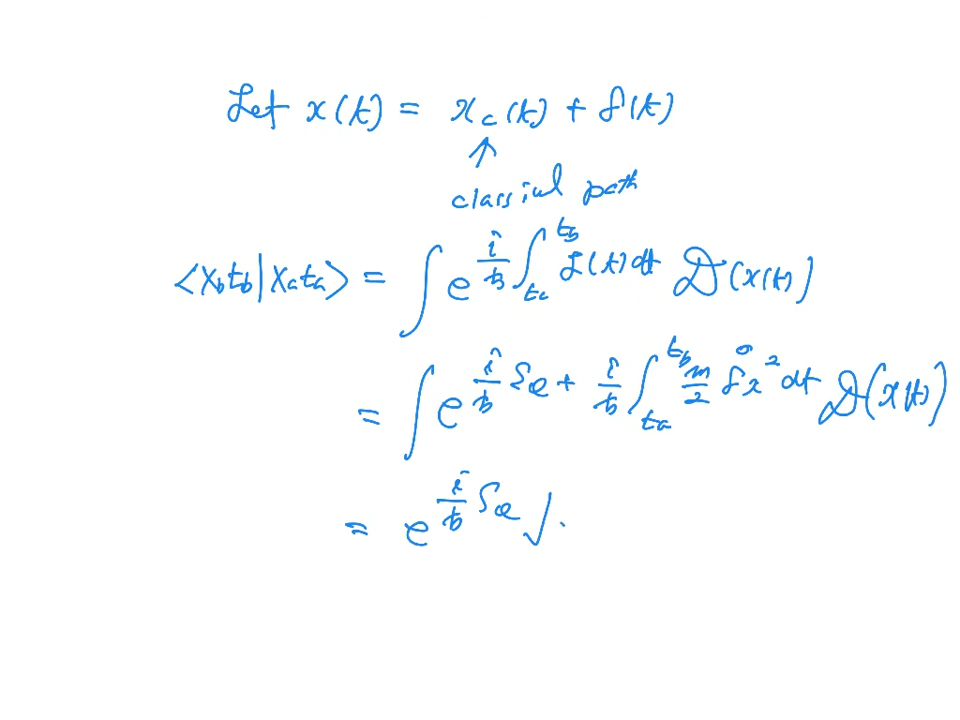 Let x(t) = x_c(t) + δ(t)
↑
classical path
<x_b t_b | x_a t_a> = ∫ e^{i/ħ ∫_{t_a}^{t_b} L(t) dt} D(x(t))
= ∫ e^{i/ħ S_cl + i/ħ ∫_{t_a}^{t_b} m/2 δẋ² dt} D(x(t))
= e^{i/ħ S_cl} ∫